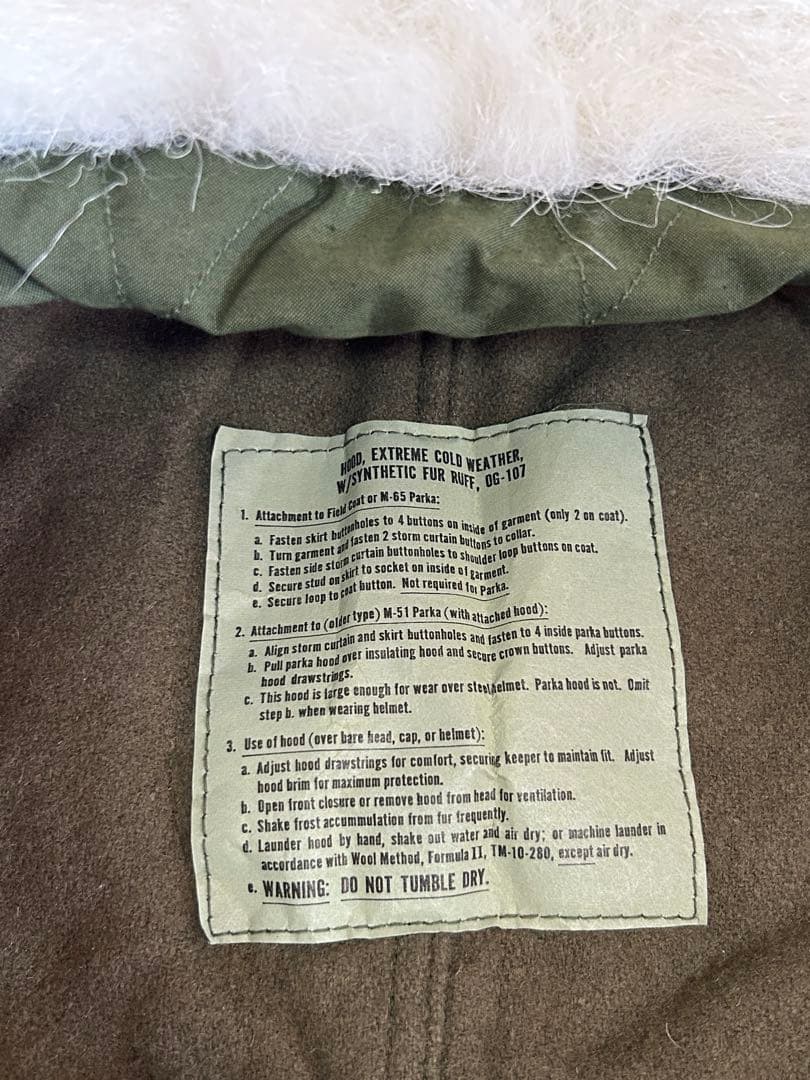 HOOD, EXTREME COLD WEATHER,
W/SYNTHETIC FUR RUFF, OG-107
1. Attachment to Field Coat or M-65 Parka:
a. Fasten skirt buttonholes to 4 buttons on inside of garment (only 2 on coat).
b. Turn garment and fasten 2 storm curtain buttons to collar.
c. Fasten side storm curtain buttonholes to shoulder loop buttons on coat.
d. Secure stud on skirt to socket on inside of garment.
e. Secure loop to coat button. Not required for Parka.
2. Attachment to (older type) M-51 Parka (with attached hood):
a. Align storm curtain and skirt buttonholes and fasten to 4 inside parka buttons.
b. Pull parka hood over insulating hood and secure crown buttons. Adjust parka
hood drawstrings.
c. This hood is large enough for wear over steel helmet. Parka hood is not. Omit
step b. when wearing helmet.
3. Use of hood (over bare head, cap, or helmet):
a. Adjust hood drawstrings for comfort, securing keeper to maintain fit. Adjust
hood brim for maximum protection.
b. Open front closure or remove hood from head for ventilation.
c. Shake frost accummulation from fur frequently.
d. Launder hood by hand, shake out water and air dry; or machine launder in
accordance with Wool Method, Formula II, TM-10-280, except air dry.
e. WARNING: DO NOT TUMBLE DRY.